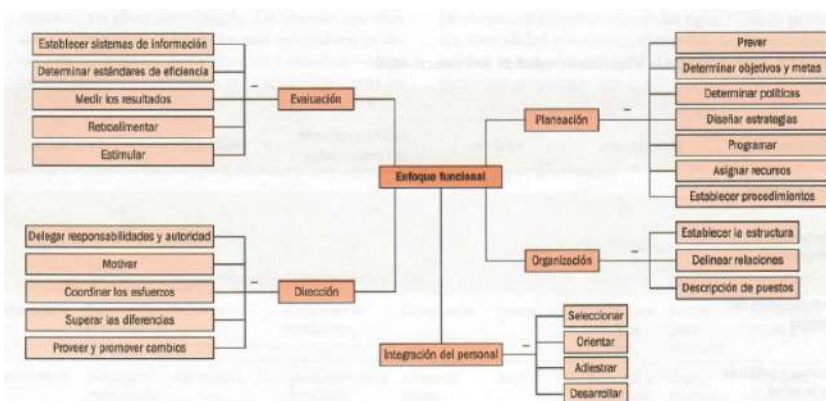 Establecer sistemas de información
Determinar estándares de eficiencia
Medir los resultados
Retroalimentar
Estimular
Evaluación
Enfoque funcional
Planeación
Prever
Determinar objetivos y metas
Determinar políticas
Diseñar estrategias
Programar
Asignar recursos
Establecer procedimientos
Organización
Establecer la estructura
Delinear relaciones
Descripción de puestos
Delegar responsabilidades y autoridad
Motivar
Coordinar los esfuerzos
Superar las diferencias
Proveer y promover cambios
Dirección
Integración del personal
Seleccionar
Orientar
Adiestrar
Desarrollar